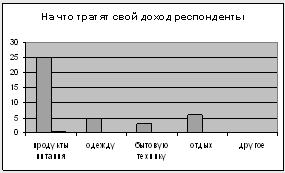 На что тратят свой доход респонденты
30
25
20
15
10
5
0
продукты
питания
одежду
бытовую
технику
отдых
другое